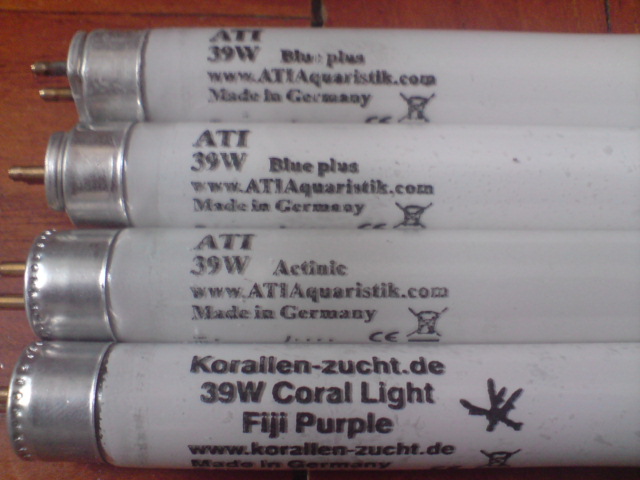 ATI
39W Blue plus
www.ATIAquaristik.com
Made in Germany
CE
ATI
39W Blue plus
www.ATIAquaristik.com
Made in Germany
CE
ATI
39W Actinic
www.ATIAquaristik.com
Made in Germany
CE
Korallen-zucht.de
39W Coral Light
Fiji Purple
www.korallen-zucht.de
Made in Germany